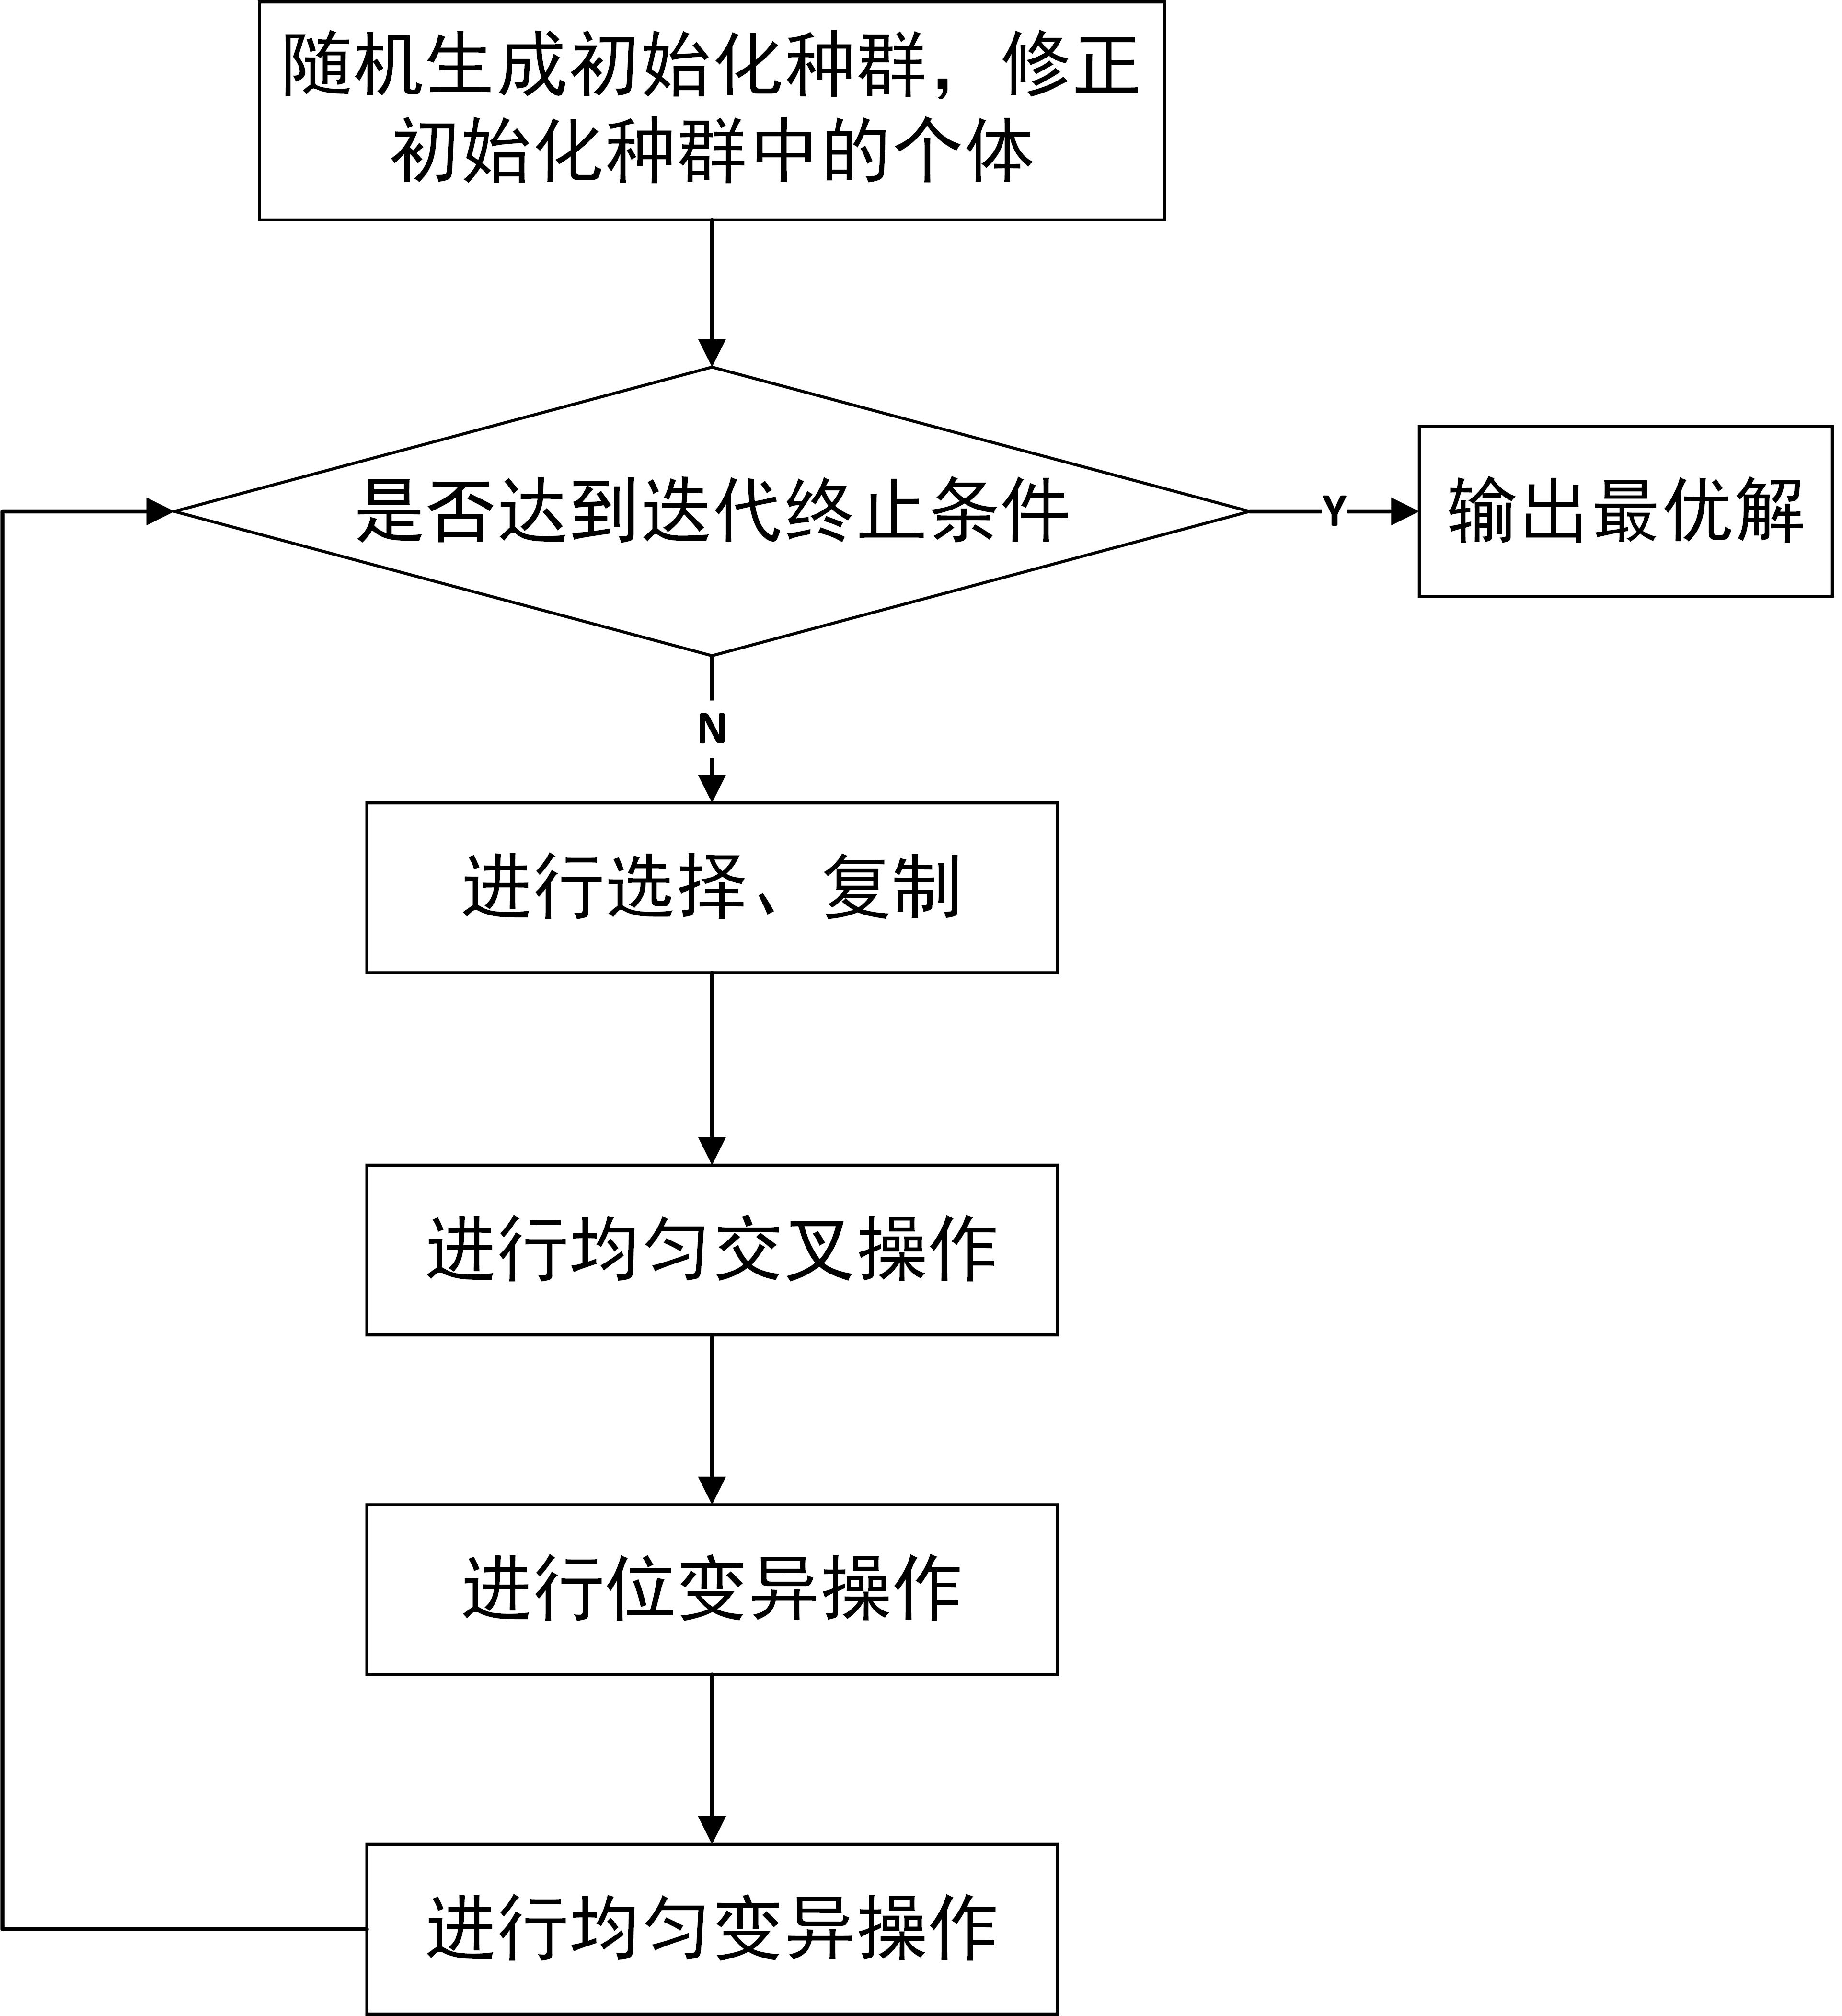 随机生成初始化种群，修正
初始化种群中的个体
是否达到迭代终止条件
Y
输出最优解
N
进行选择、复制
进行均匀交叉操作
进行位变异操作
进行均匀变异操作